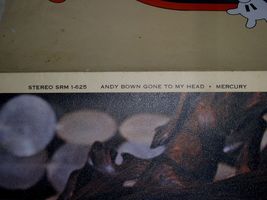 STEREO SRM 1-625 ANDY BOWN GONE TO MY HEAD • MERCURY